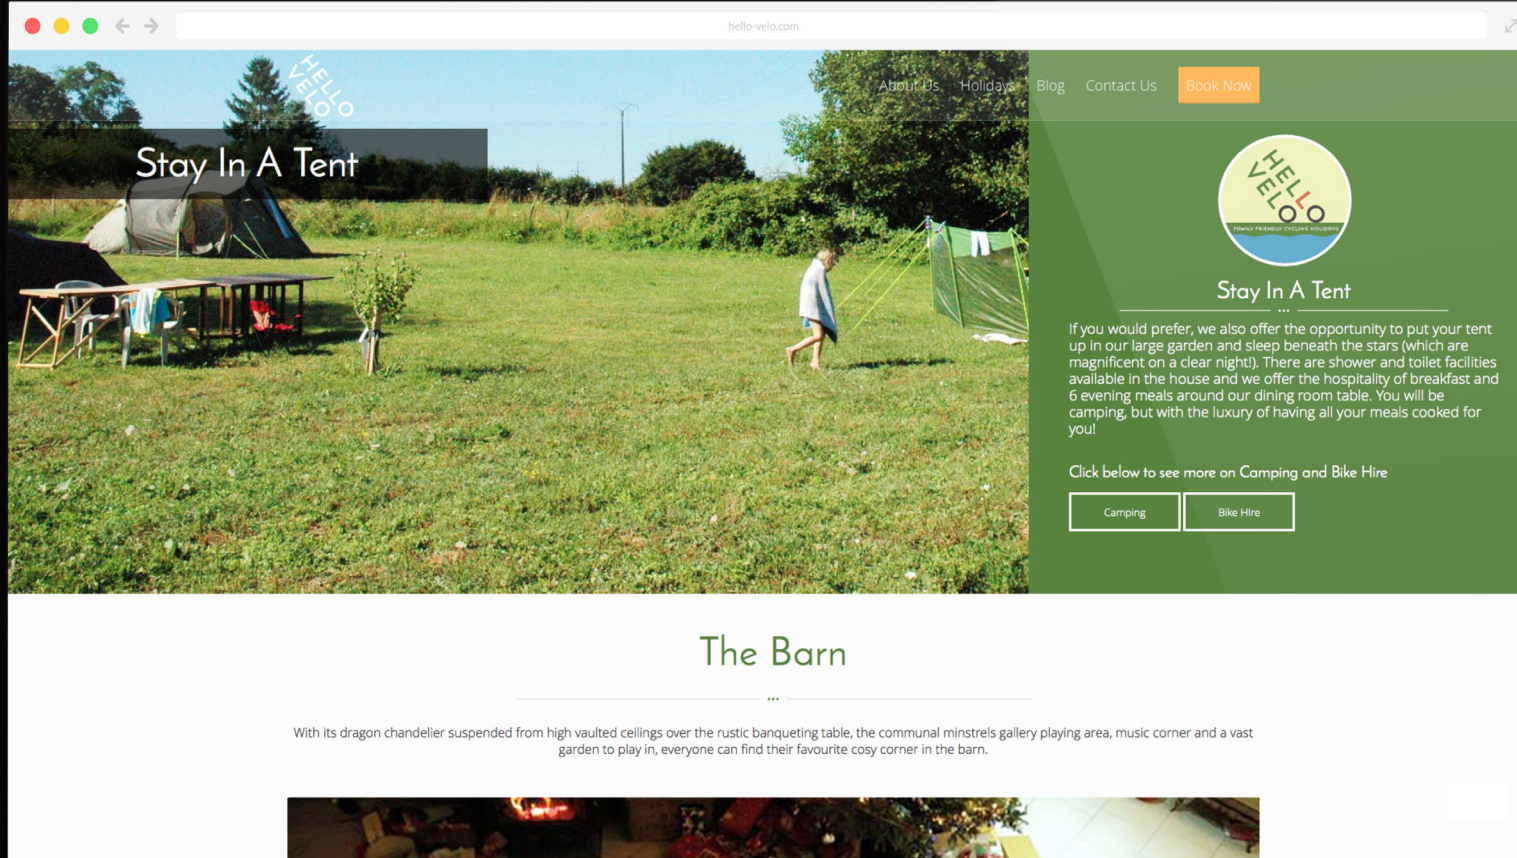 hello-velo.com
HELLO
VELO
About Us Holidays Blog Contact Us Book Now
Stay In A Tent
HELLO
VELO
FAMILY FRIENDLY CYCLING HOLIDAYS
Stay In A Tent
If you would prefer, we also offer the opportunity to put your tent
up in our large garden and sleep beneath the stars (which are
magnificent on a clear night!). There are shower and toilet facilities
available in the house and we offer the hospitality of breakfast and
6 evening meals around our dining room table. You will be
camping, but with the luxury of having all your meals cooked for
you!
Click below to see more on Camping and Bike Hire
Camping Bike HIre
The Barn
With its dragon chandelier suspended from high vaulted ceilings over the rustic banqueting table, the communal minstrels gallery playing area, music corner and a vast
garden to play in, everyone can find their favourite cosy corner in the barn.